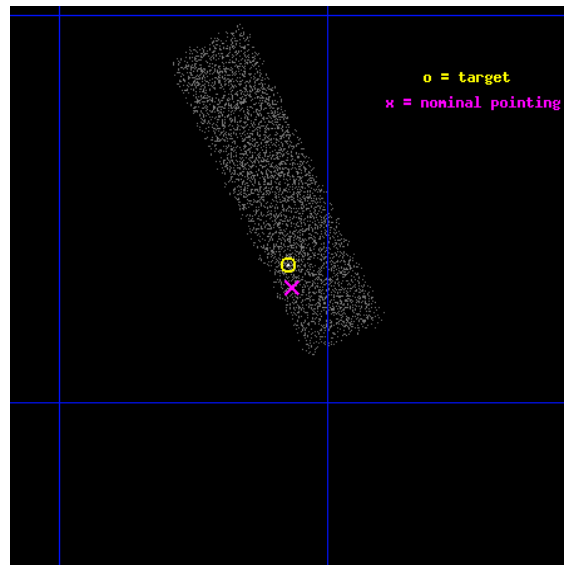 o = target
x = nominal pointing